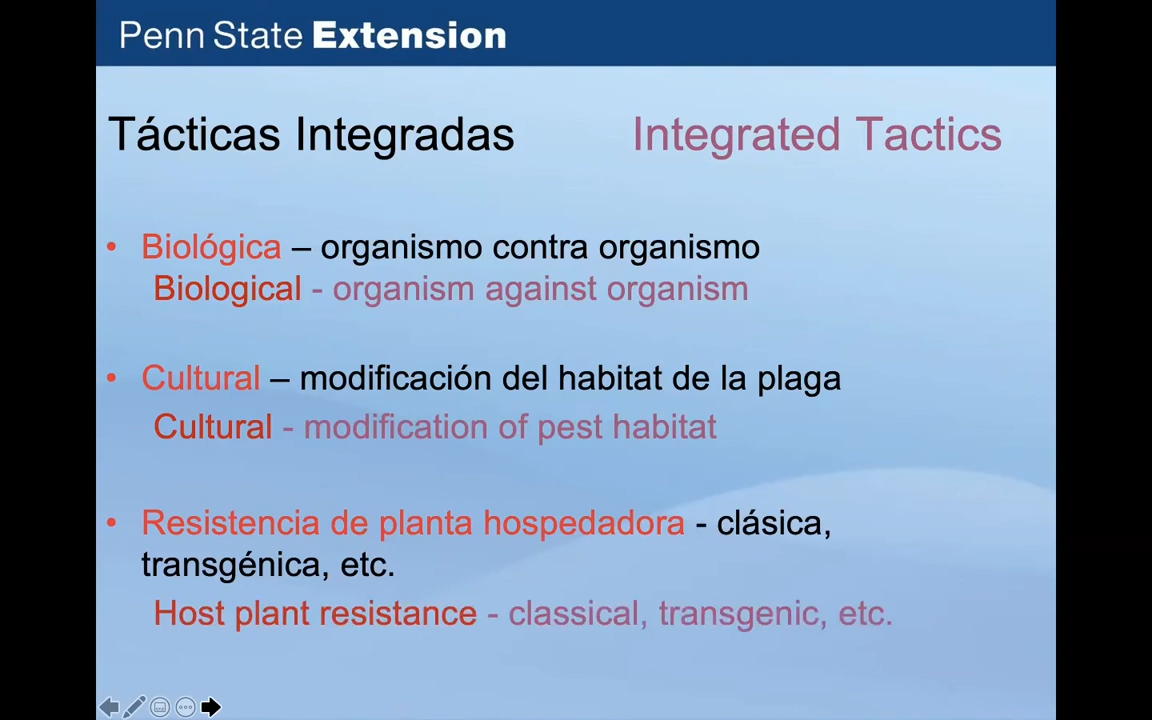 Penn State Extension
Tácticas Integradas
Integrated Tactics
• Biológica – organismo contra organismo
Biological - organism against organism
• Cultural – modificación del habitat de la plaga
Cultural - modification of pest habitat
• Resistencia de planta hospedadora - clásica,
transgénica, etc.
Host plant resistance - classical, transgenic, etc.